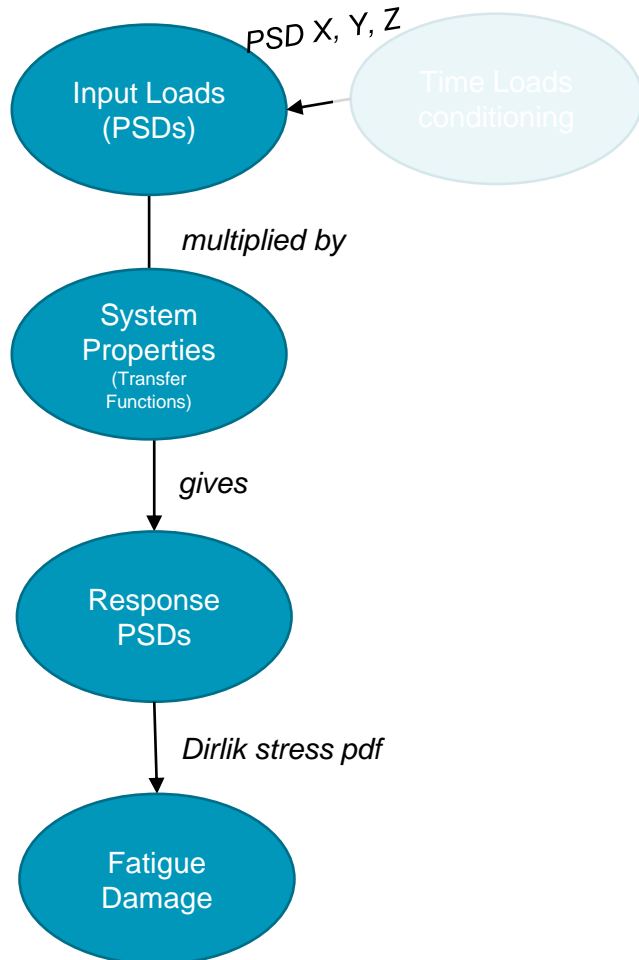 PSD X, Y, Z
Input Loads
(PSDs)
Time Loads
conditioning
multiplied by
System
Properties
(Transfer
Functions)
gives
Response
PSDs
Dirlik stress pdf
Fatigue
Damage